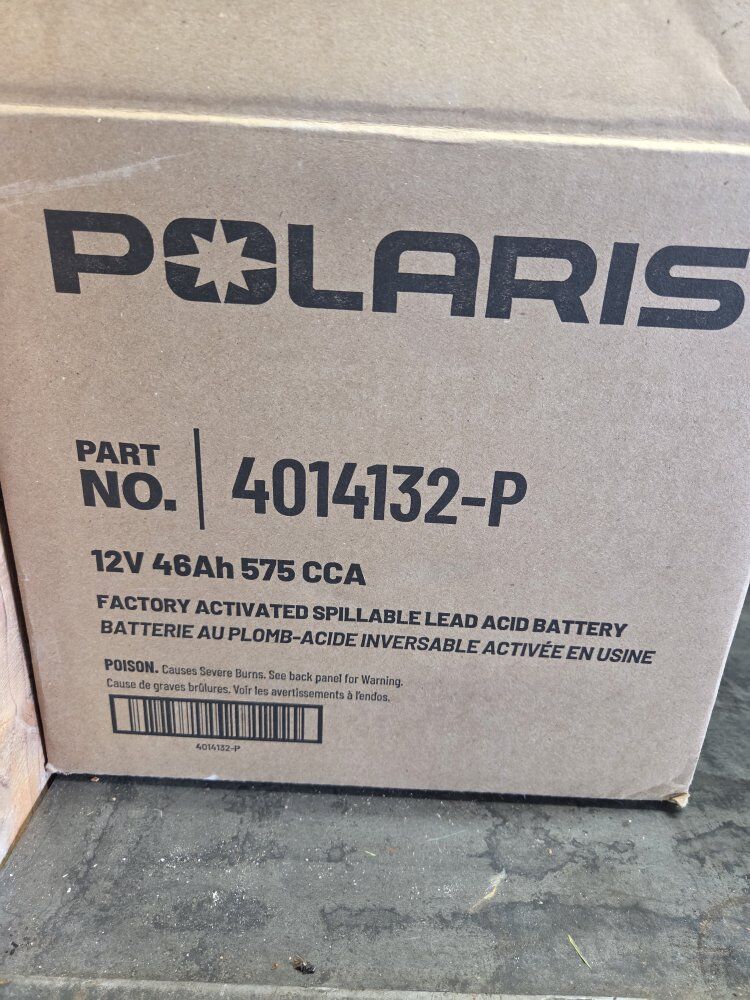 POLARIS
PART
NO.
4014132-P
12V 46Ah 575 CCA
FACTORY ACTIVATED SPILLABLE LEAD ACID BATTERY
BATTERIE AU PLOMB-ACIDE INVERSABLE ACTIVÉE EN USINE
POISON. Causes Severe Burns. See back panel for Warning.
Cause de graves brûlures. Voir les avertissements à l'endos.
4014132-P